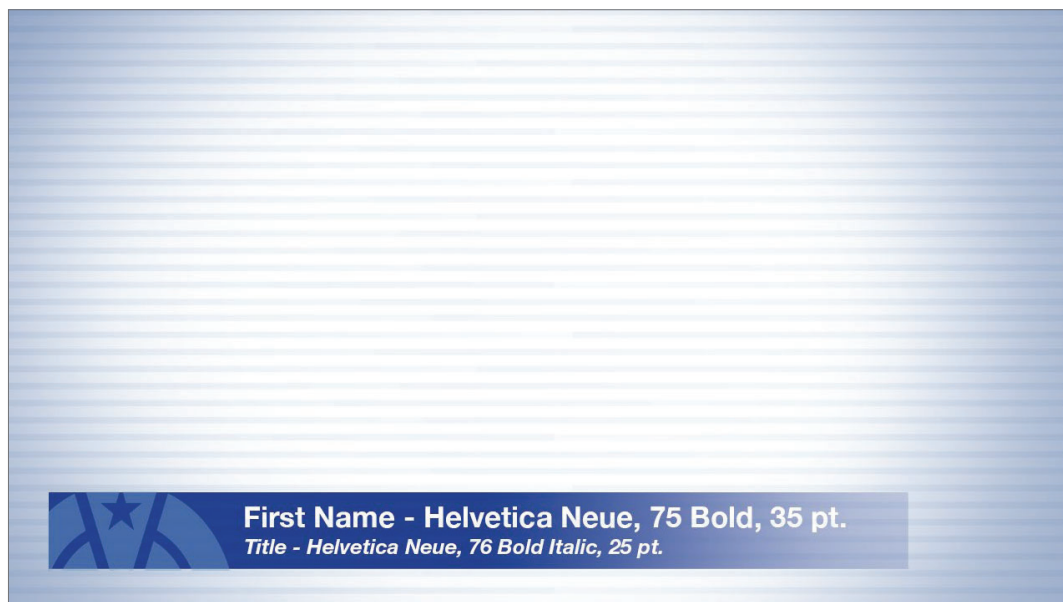 First Name - Helvetica Neue, 75 Bold, 35 pt.
Title - Helvetica Neue, 76 Bold Italic, 25 pt.